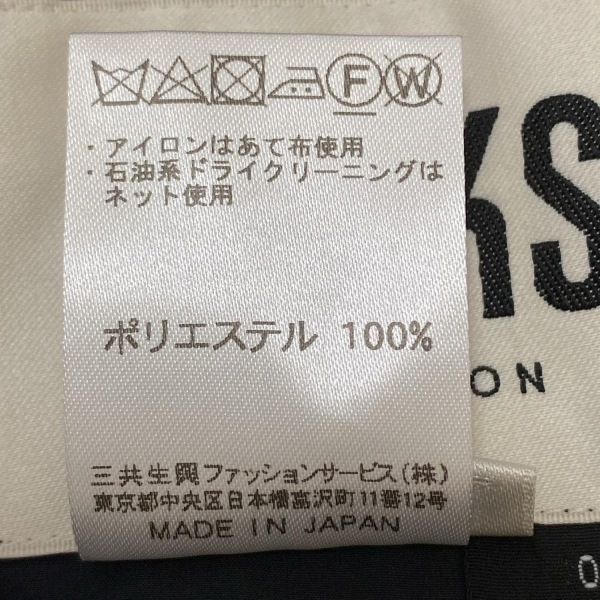 F W
・アイロンはあて布使用
・石油系ドライクリーニングは
ネット使用
ポリエステル 100%
三共生興ファッションサービス(株)
東京都中央区日本橋富沢町11番12号
MADE IN JAPAN
KS
ON
0